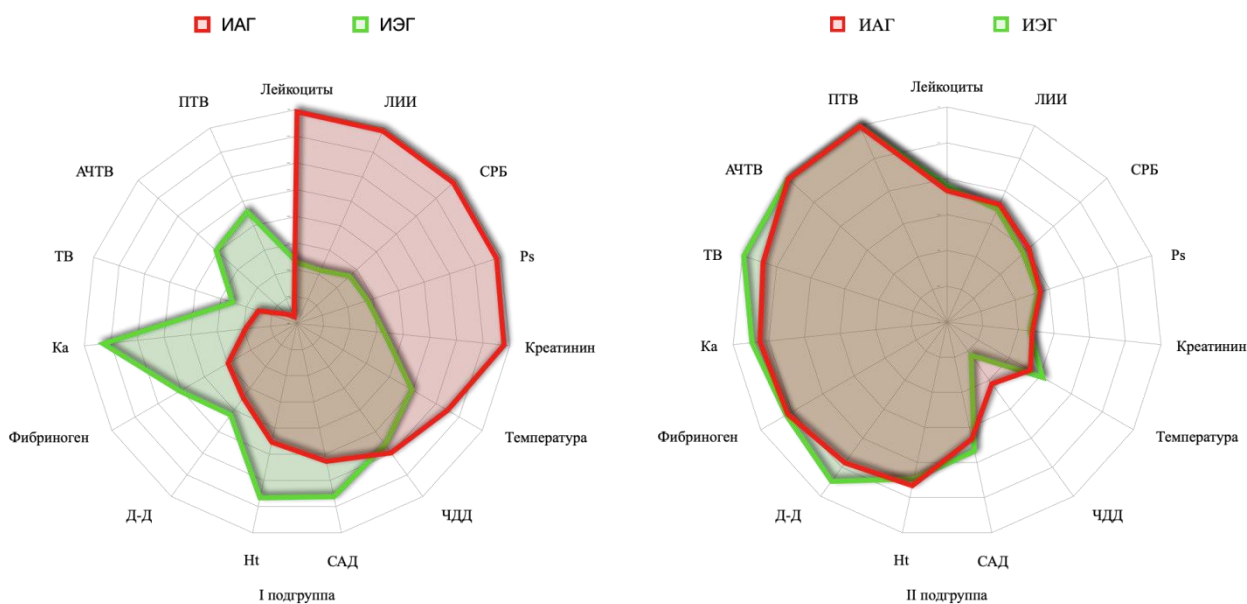 ИАГ
ИЭГ
Лейкоциты
ЛИИ
СРБ
Ps
Креатинин
Температура
ЧДД
САД
Ht
Д-Д
Фибриноген
Ка
ТВ
АЧТВ
ПТВ
I подгруппа
ИАГ
ИЭГ
Лейкоциты
ЛИИ
СРБ
Ps
Креатинин
Температура
ЧДД
САД
Ht
Д-Д
Фибриноген
Ка
ТВ
АЧТВ
ПТВ
II подгруппа